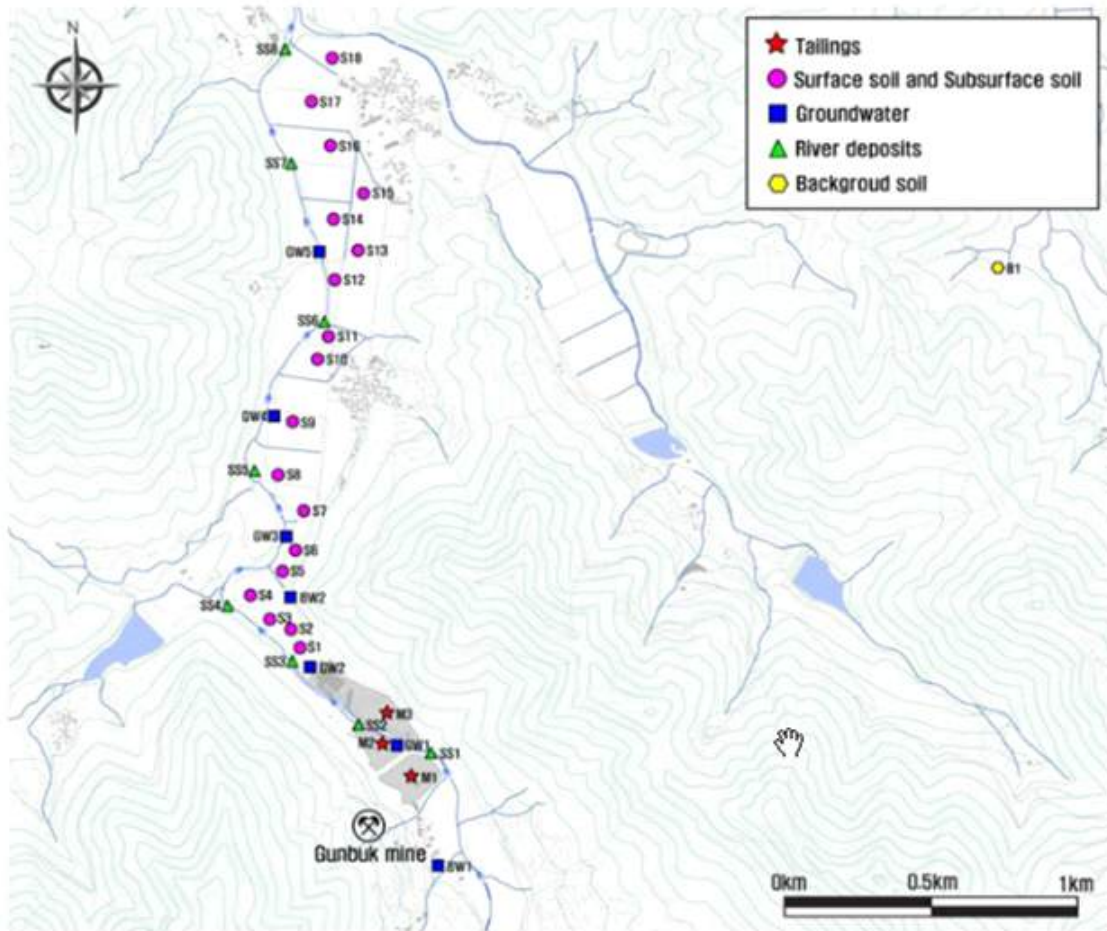 N
SS8
S18
S17
S16
SS7
S15
S14
GW5
S13
S12
SS6
S11
S10
GW4
S9
SS5
S8
S7
GW3
S6
S5
S4
BW2
SS4
S3
S2
S1
SS3
GW2
M3
SS2
M2
GW1
SS1
M1
Gunbuk mine
BW1
Tailings
Surface soil and Subsurface soil
Groundwater
River deposits
Backgroud soil
B1
0km 0.5km 1km